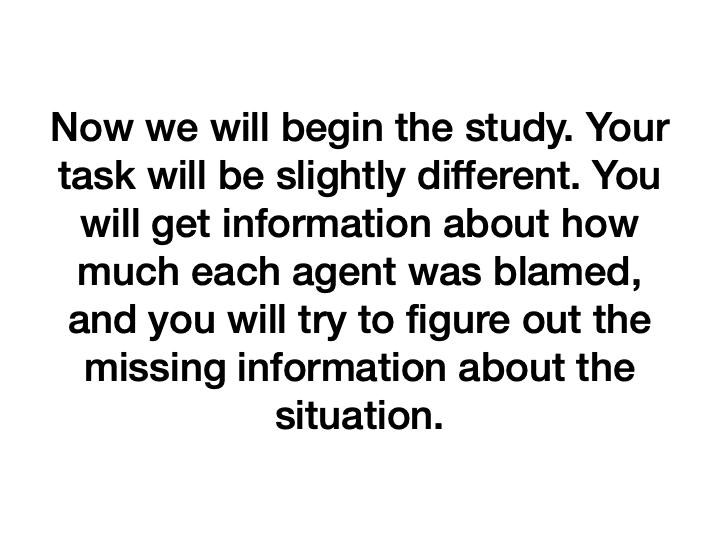 Now we will begin the study. Your
task will be slightly different. You
will get information about how
much each agent was blamed,
and you will try to figure out the
missing information about the
situation.